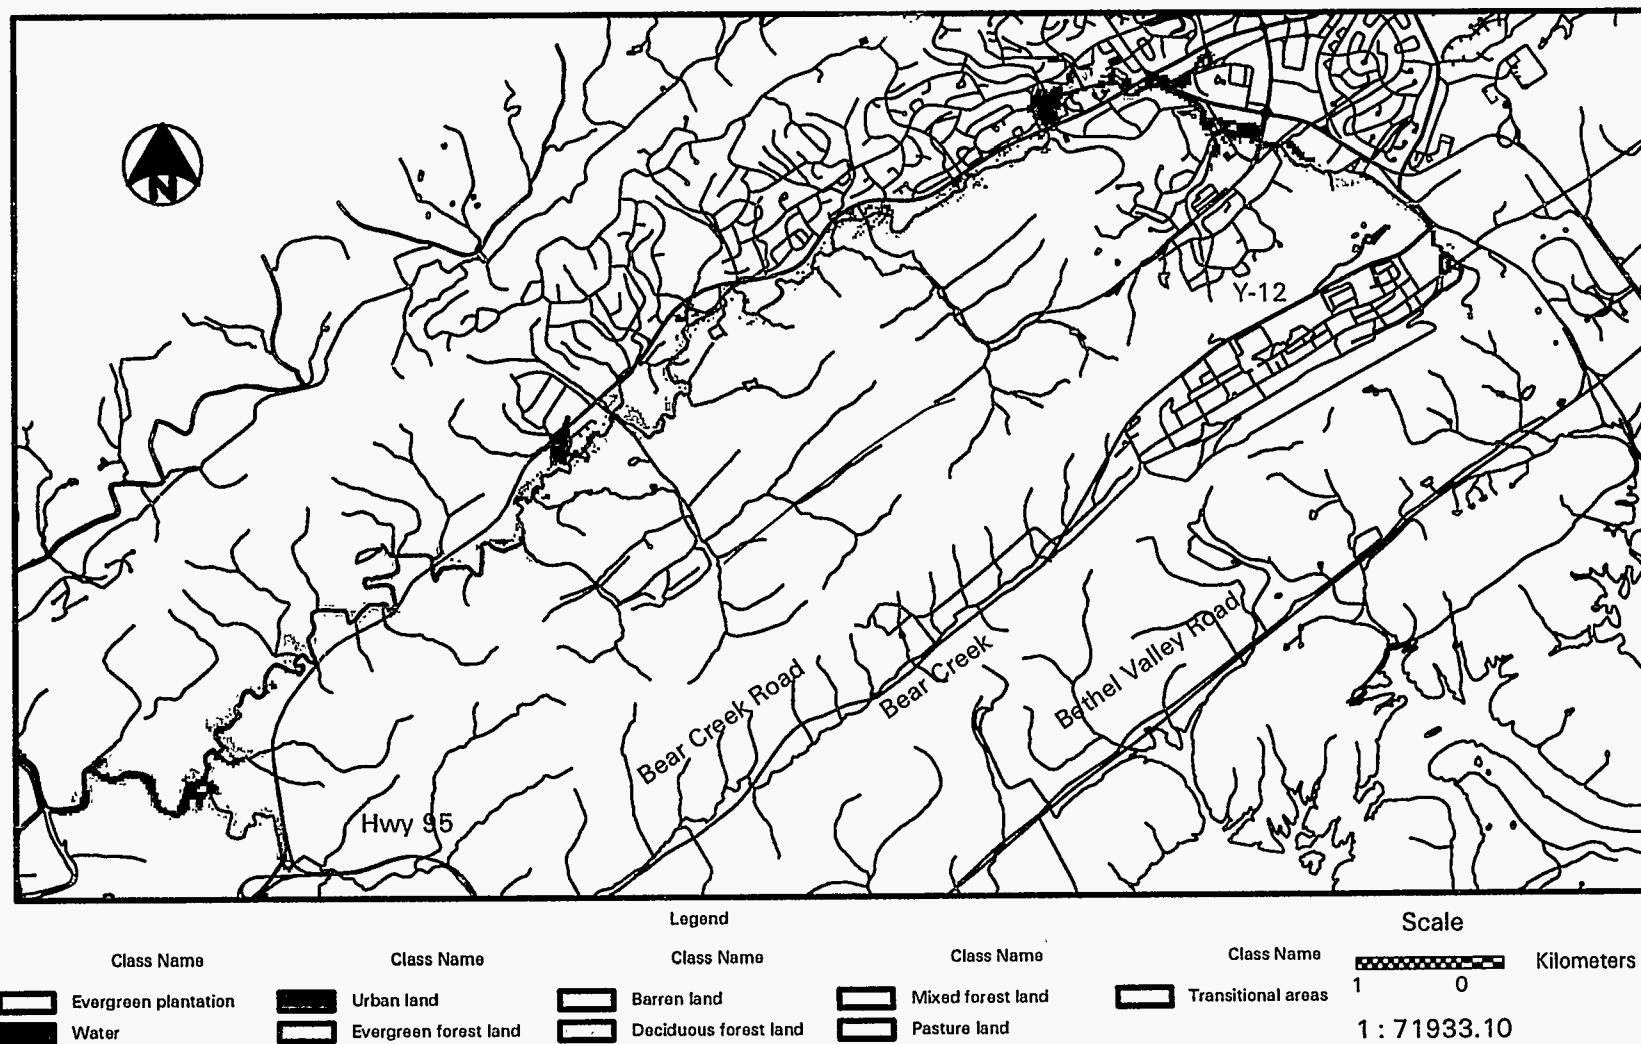 N
Y-12
Bethel Valley Road
Bear Creek
Bear Creek Road
Hwy 95
Legend
Scale
Class Name Class Name Class Name Class Name Class Name
Kilometers
1 0
Evergreen plantation Urban land Barren land Mixed forest land Transitional areas
Water Evergreen forest land Deciduous forest land Pasture land
1 : 71933.10